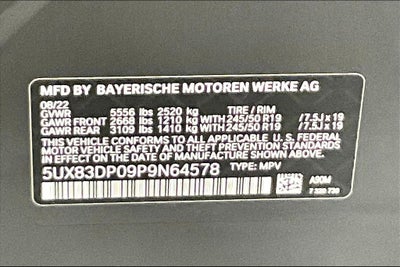 MFD BY BAYERISCHE MOTOREN WERKE AG
08/22
GVWR 5556 lbs 2520 kg TIRE / RIM
GAWR FRONT 2668 lbs 1210 kg WITH 245/50 R19 / 7.5J x 19
GAWR REAR 3109 lbs 1410 kg WITH 245/50 R19 / 7.5J x 19
THIS VEHICLE CONFORMS TO ALL APPLICABLE U.S. FEDERAL
MOTOR VEHICLE SAFETY AND THEFT PREVENTION STANDARDS
IN EFFECT ON THE DATE OF MANUFACTURE SHOWN ABOVE.
5UX83DP09P9N64578 TYPE: MPV
A90M